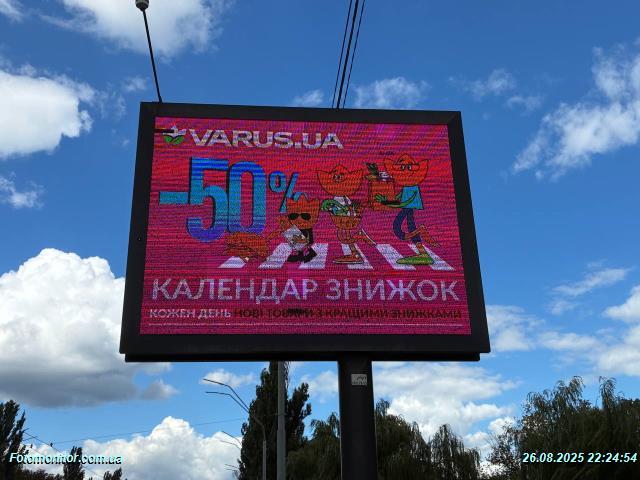 VARUS.UA
-50%
КАЛЕНДАР ЗНИЖОК
КОЖЕН ДЕНЬ НОВІ ТОВАРИ З КРАЩИМИ ЗНИЖКАМИ
Fotomonitor.com.ua
26.08.2025 22:24:54